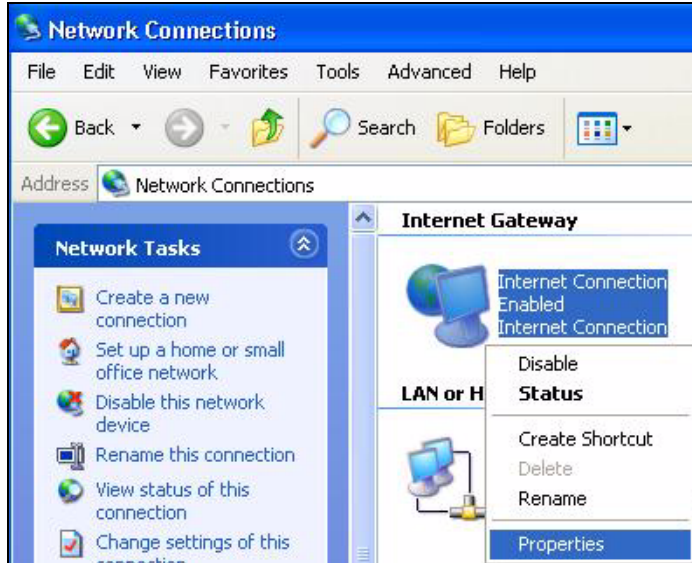 Network Connections
File Edit View Favorites Tools Advanced Help
Back Search Folders
Address Network Connections
Network Tasks
Create a new
connection
Set up a home or small
office network
Disable this network
device
Rename this connection
View status of this
connection
Change settings of this
connection
Internet Gateway
Internet Connection
Enabled
Internet Connection
LAN or H
Disable
Status
Create Shortcut
Delete
Rename
Properties